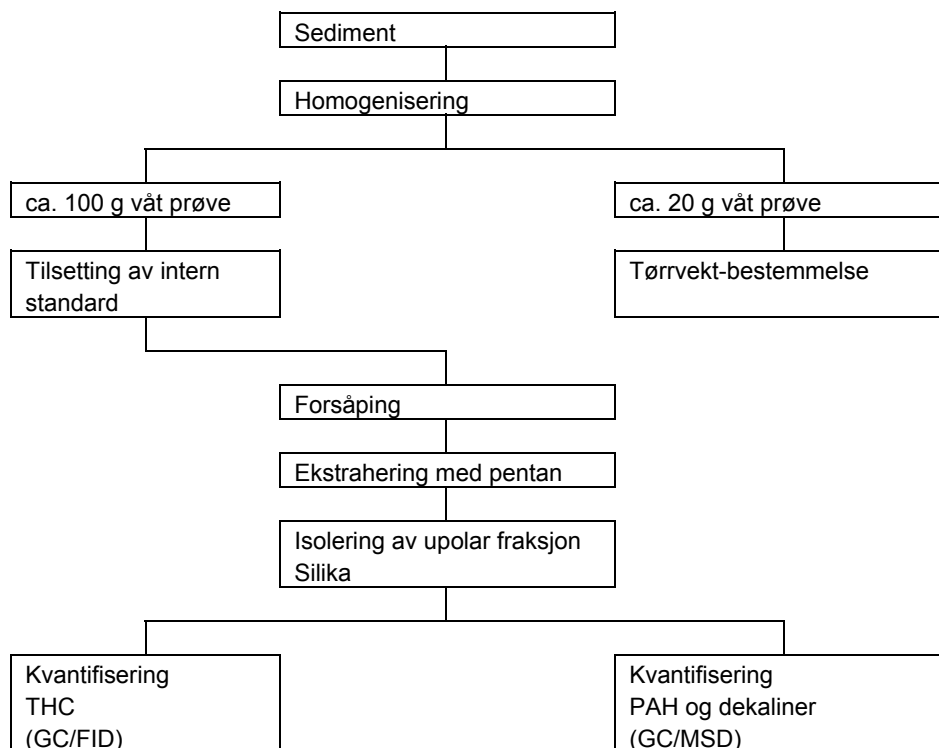 Sediment
Homogenisering
ca. 100 g våt prøve
ca. 20 g våt prøve
Tilsetting av intern
standard
Tørrvekt-bestemmelse
Forsåping
Ekstrahering med pentan
Isolering av upolar fraksjon
Silika
Kvantifisering
THC
(GC/FID)
Kvantifisering
PAH og dekaliner
(GC/MSD)